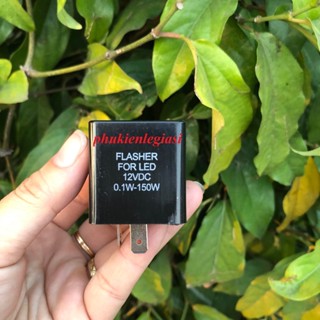 phukienlegiasi
FLASHER
FOR LED
12VDC
0.1W-150W